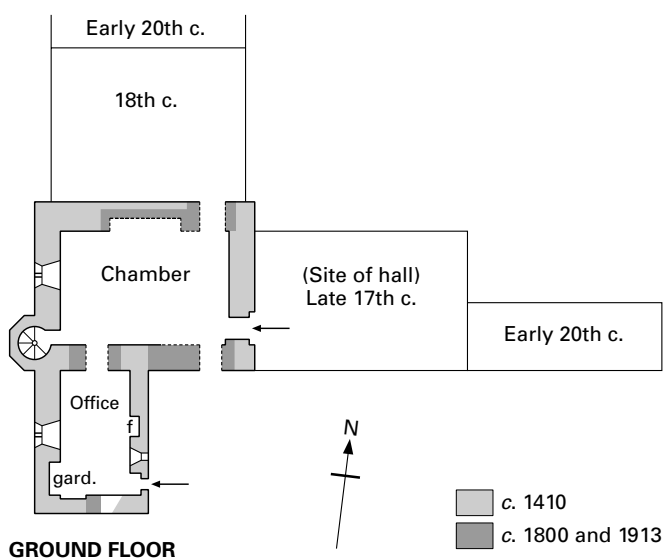 Early 20th c.
18th c.
Chamber
(Site of hall)
Late 17th c.
Early 20th c.
Office
f
gard.
N
c. 1410
c. 1800 and 1913
GROUND FLOOR